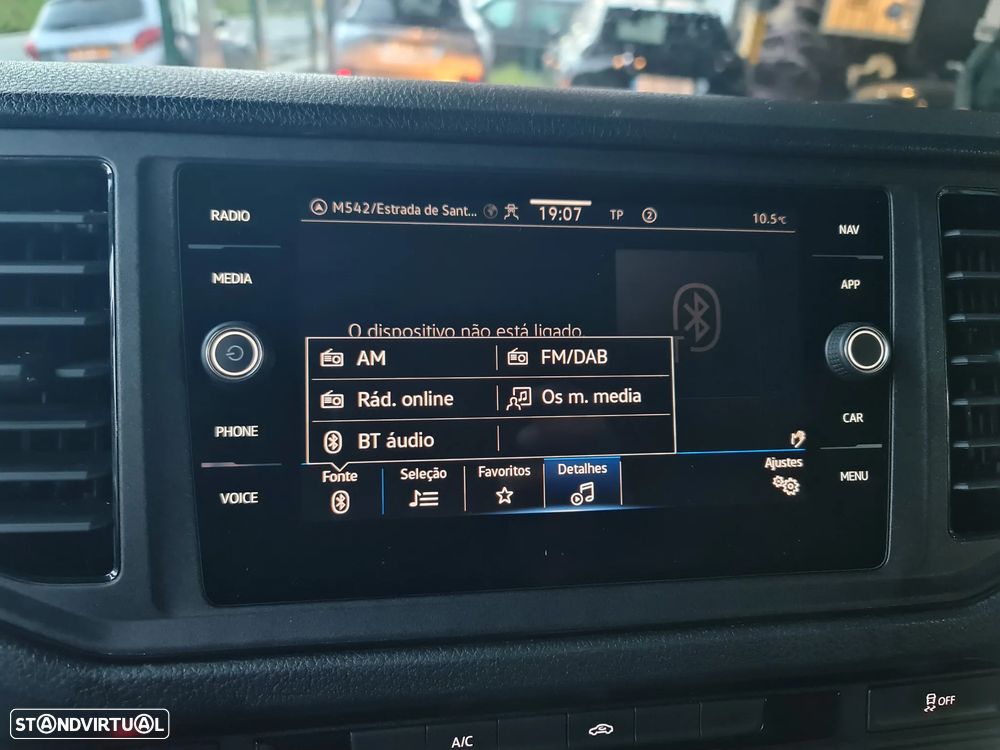 RADIO
MEDIA
PHONE
VOICE
M542/Estrada de Sant... 19:07 TP 2 10.5°C
O dispositivo não está ligado.
AM FM/DAB
Rád. online Os m. media
BT áudio
Fonte Seleção Favoritos Detalhes Ajustes
NAV
APP
CAR
MENU
OFF
A/C
STANDVIRTUAL